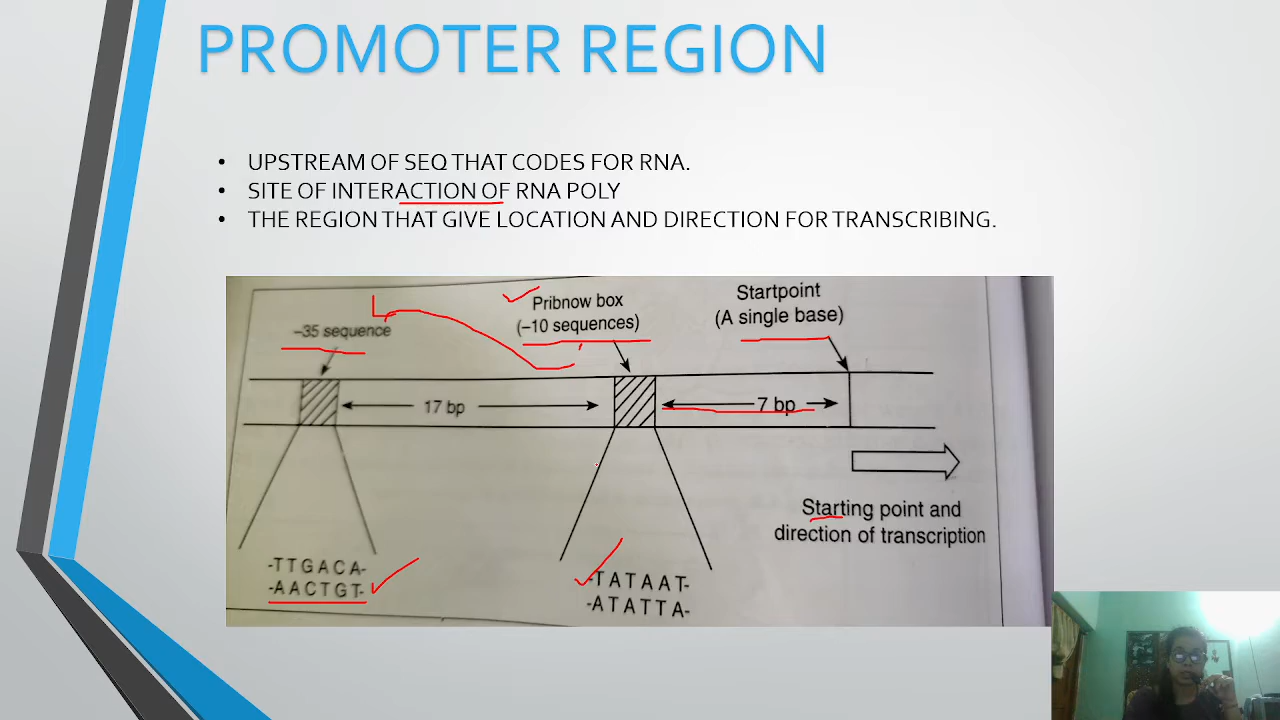 PROMOTER REGION
• UPSTREAM OF SEQ THAT CODES FOR RNA.
• SITE OF INTERACTION OF RNA POLY
• THE REGION THAT GIVE LOCATION AND DIRECTION FOR TRANSCRIBING.
–35 sequence
Pribnow box
(–10 sequences)
Startpoint
(A single base)
17 bp
7 bp
Starting point and
direction of transcription
-TTGACA-
-AACTGT-
-TATAAT-
-ATATTA-